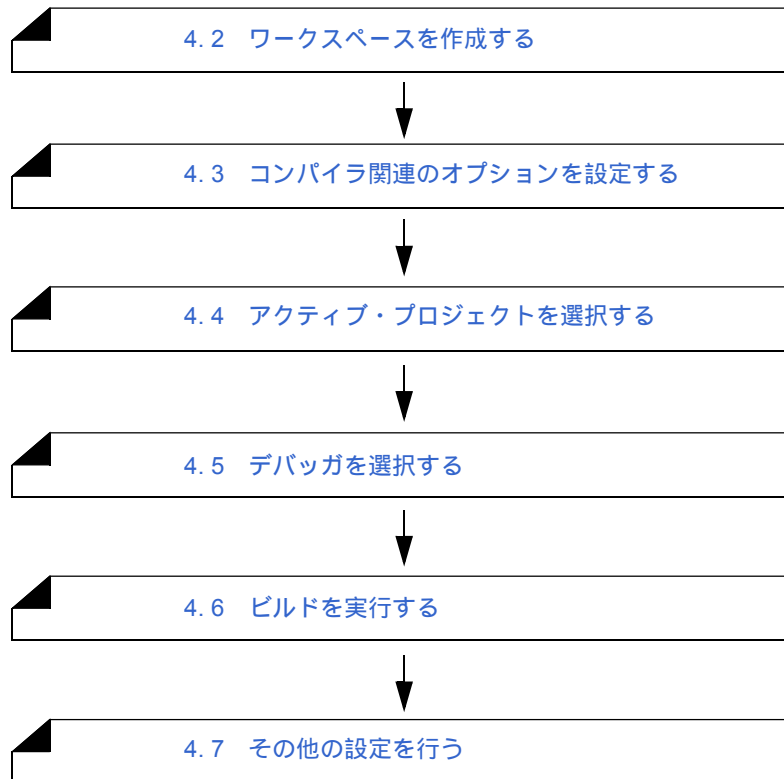 4. 2 ワークスペースを作成する
4. 3 コンパイラ関連のオプションを設定する
4. 4 アクティブ・プロジェクトを選択する
4. 5 デバッガを選択する
4. 6 ビルドを実行する
4. 7 その他の設定を行う